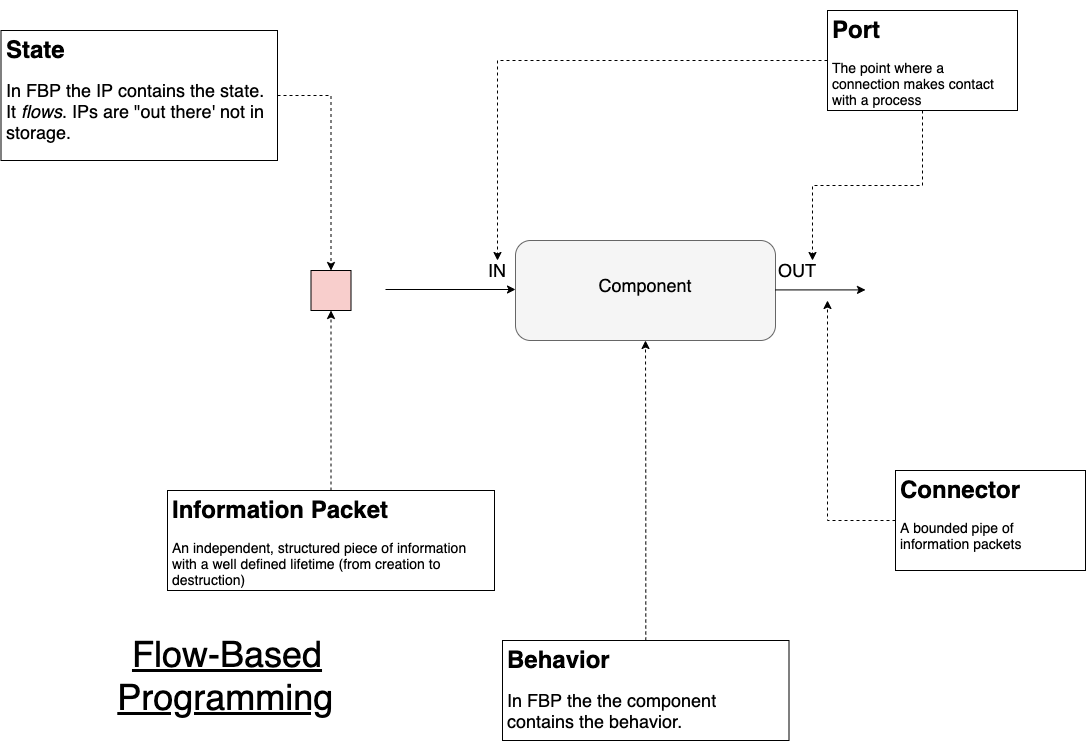 State
In FBP the IP contains the state.
It flows. IPs are "out there' not in
storage.
Port
The point where a
connection makes contact
with a process
IN
Component
OUT
Information Packet
An independent, structured piece of information
with a well defined lifetime (from creation to
destruction)
Connector
A bounded pipe of
information packets
Flow-Based
Programming
Behavior
In FBP the the component
contains the behavior.